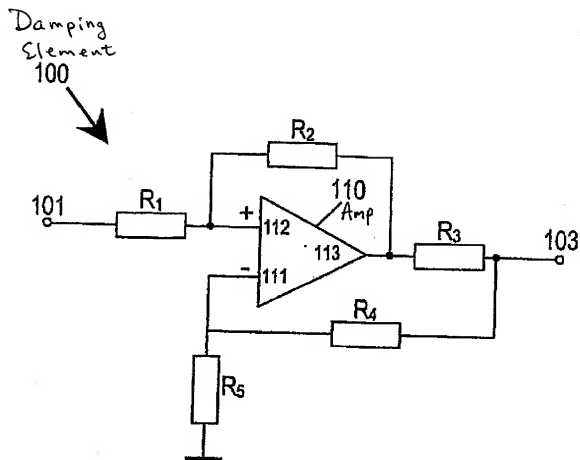 Damping
Element
100
R2
101
R1
+
112
110
Amp
113
R3
103
-
111
R4
R5